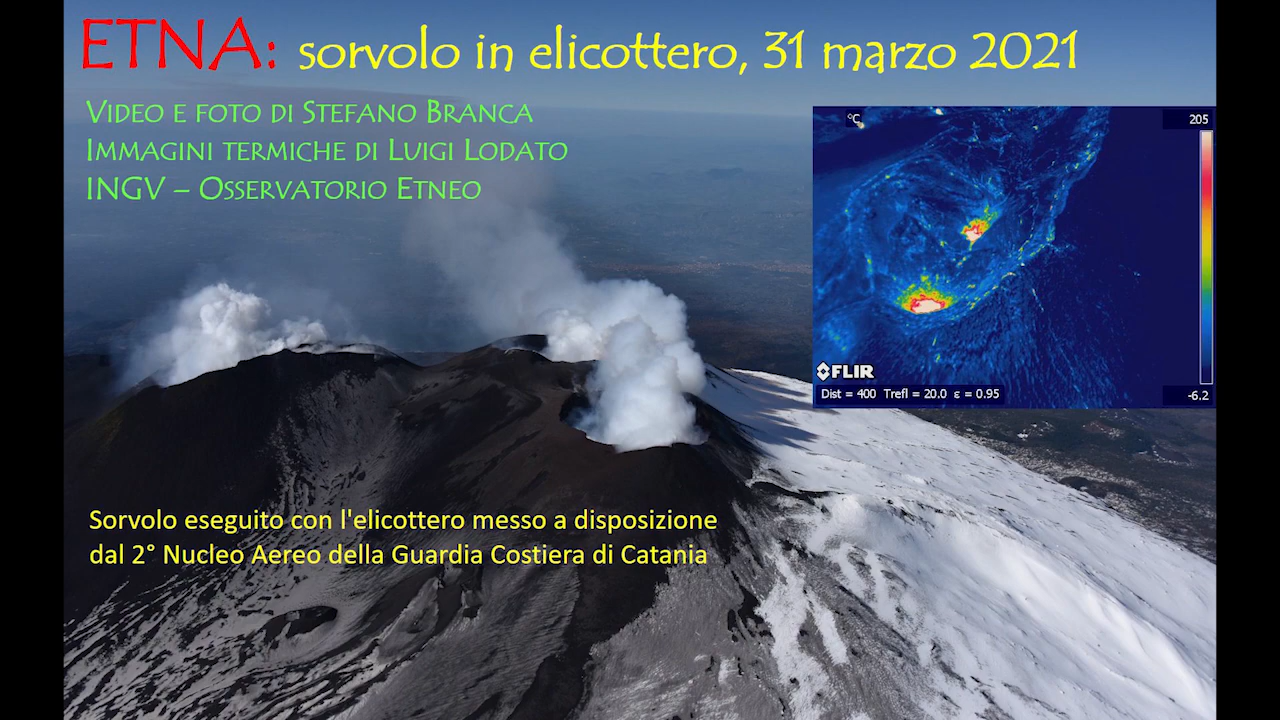 ETNA: sorvolo in elicottero, 31 marzo 2021
VIDEO E FOTO DI STEFANO BRANCA
IMMAGINI TERMICHE DI LUIGI LODATO
INGV – OSSERVATORIO ETNEO
°C
205
FLIR
Dist = 400 Trefl = 20.0 ε = 0.95
-6.2
Sorvolo eseguito con l'elicottero messo a disposizione
dal 2° Nucleo Aereo della Guardia Costiera di Catania